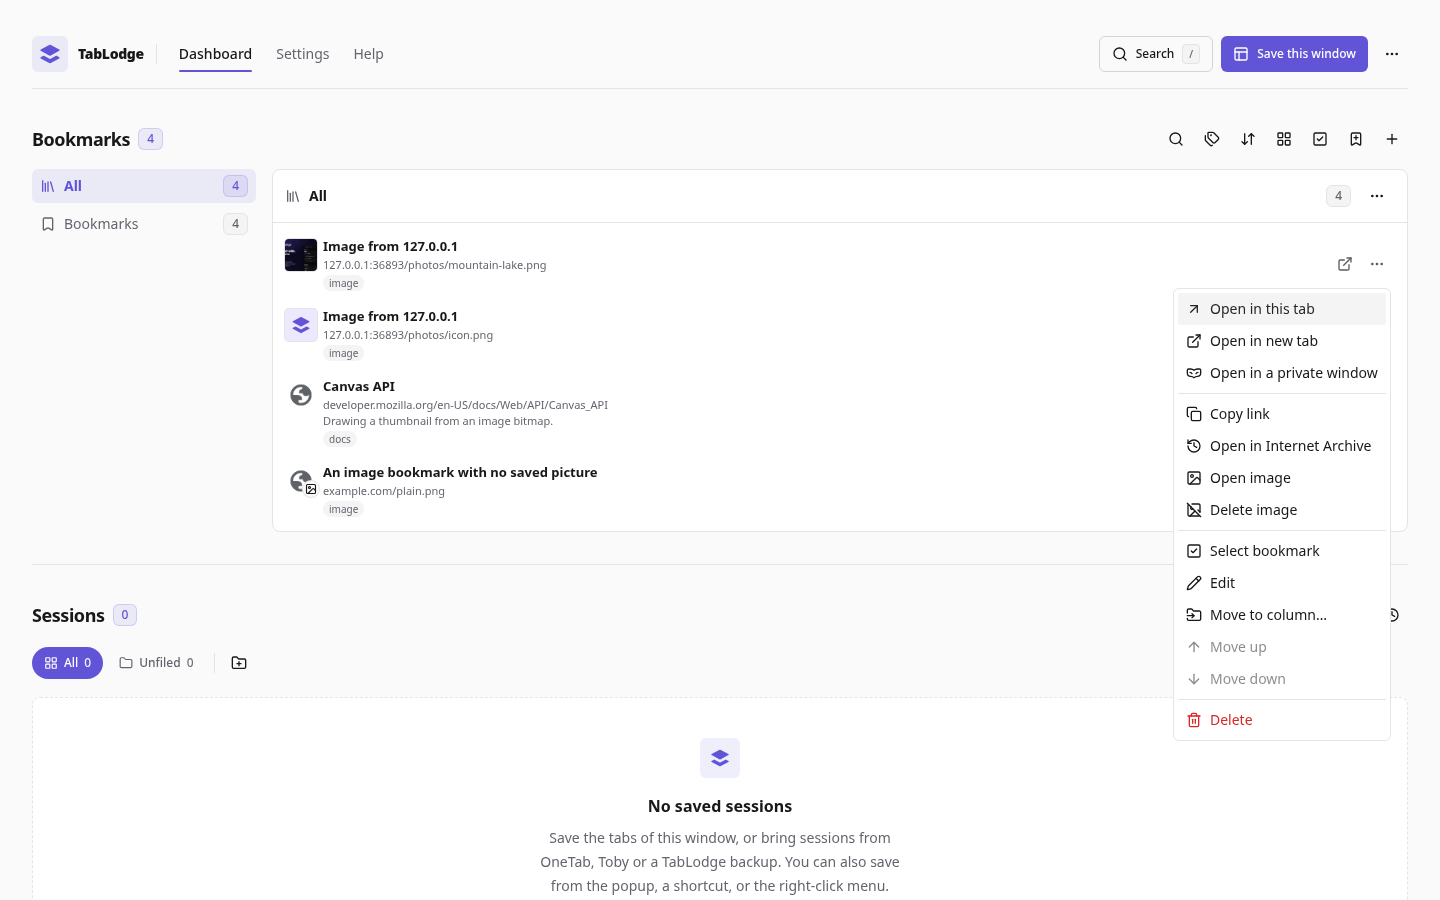 TabLodge
Dashboard
Settings
Help
Search /
Save this window
Bookmarks 4
All 4
Bookmarks 4
All 4
Image from 127.0.0.1
127.0.0.1:36893/photos/mountain-lake.png
image
Image from 127.0.0.1
127.0.0.1:36893/photos/icon.png
image
Canvas API
developer.mozilla.org/en-US/docs/Web/API/Canvas_API
Drawing a thumbnail from an image bitmap.
docs
An image bookmark with no saved picture
example.com/plain.png
image
Open in this tab
Open in new tab
Open in a private window
Copy link
Open in Internet Archive
Open image
Delete image
Select bookmark
Edit
Move to column...
Move up
Move down
Delete
Sessions 0
All 0
Unfiled 0
No saved sessions
Save the tabs of this window, or bring sessions from
OneTab, Toby or a TabLodge backup. You can also save
from the popup, a shortcut, or the right-click menu.